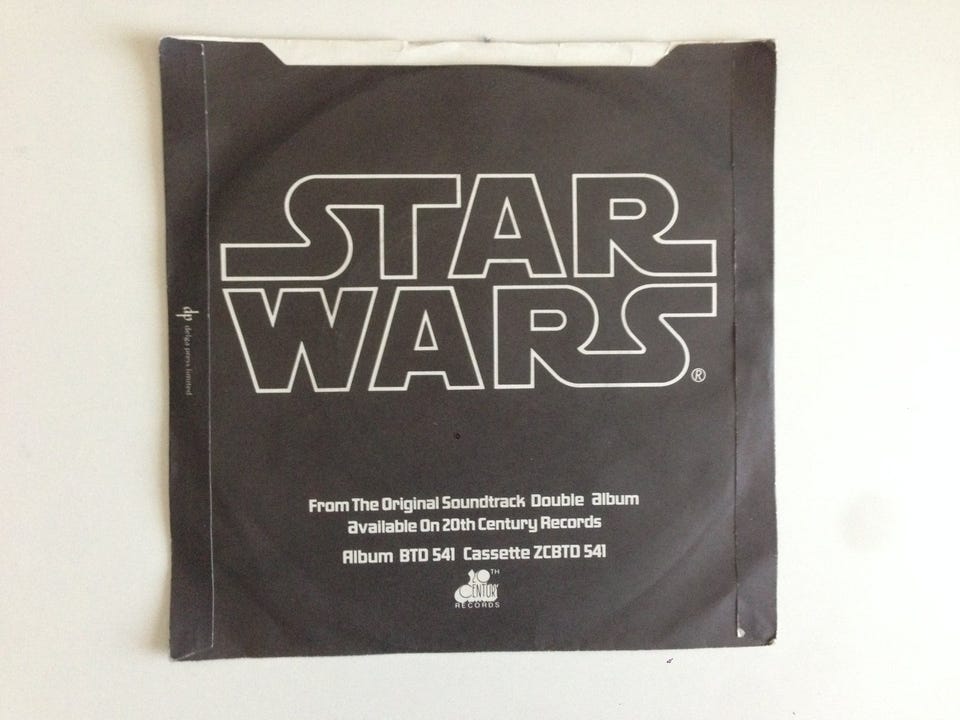 STAR
WARS®
From The Original Soundtrack Double album
available On 20th Century Records
Album BTD 541 Cassette ZCBTD 541
20TH
CENTURY
RECORDS
dp delga press limited